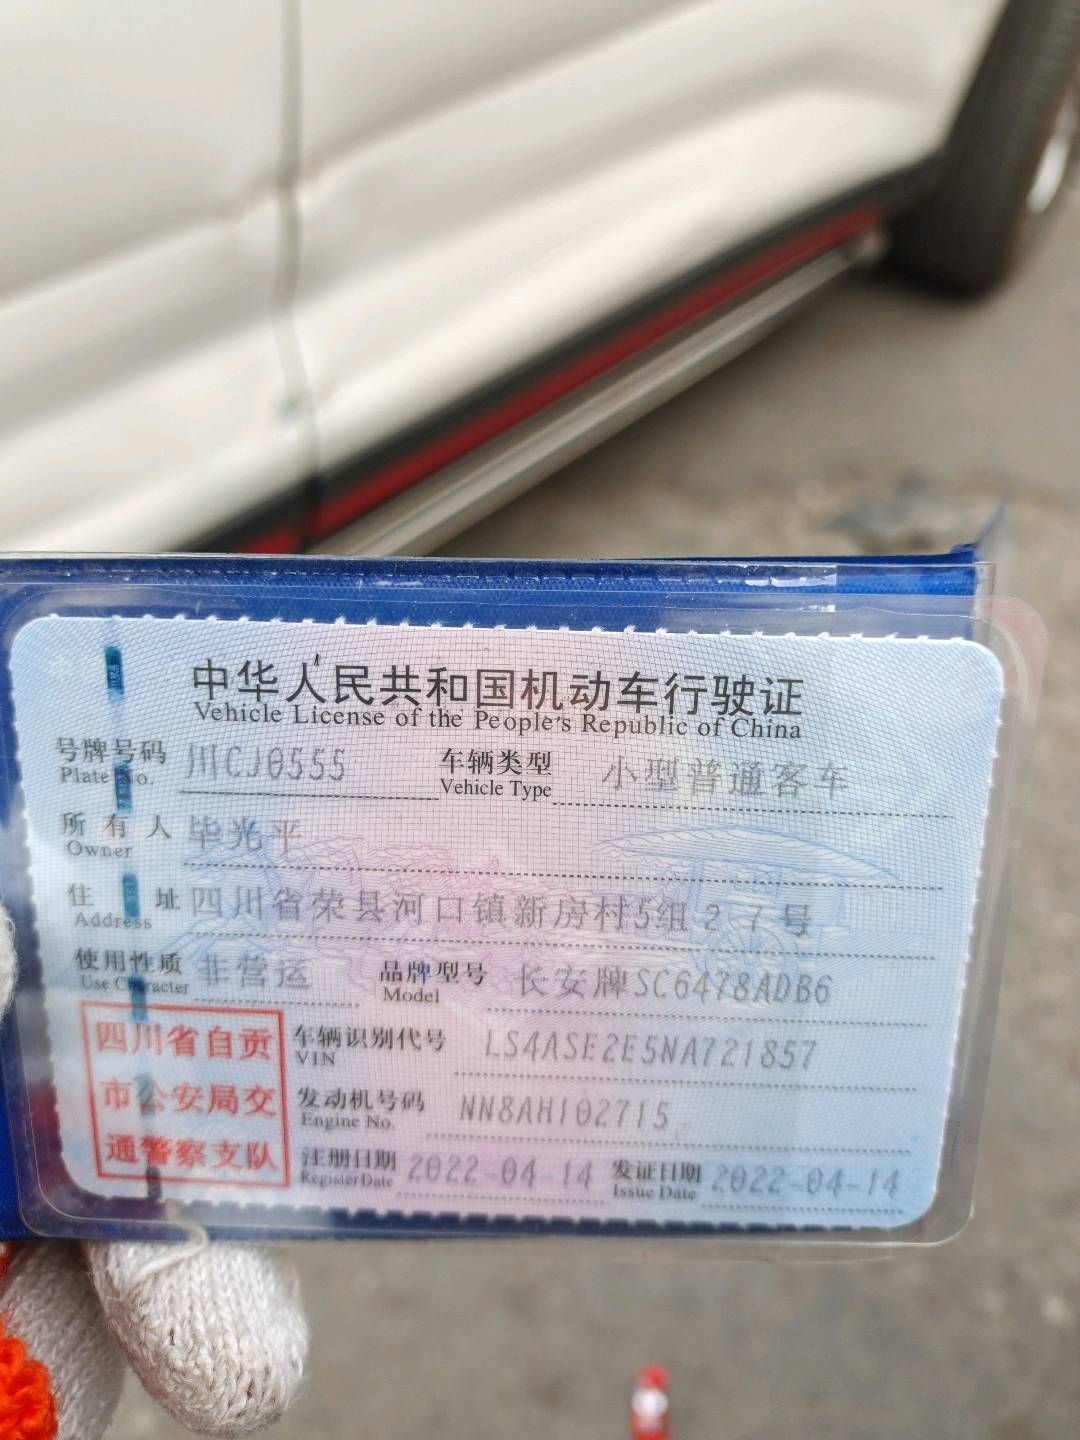 中华人民共和国机动车行驶证
Vehicle License of the People's Republic of China
号牌号码 川CJ0555 车辆类型 小型普通客车
Plate No. Vehicle Type
所有人 毕光平
Owner
住址 四川省荣县河口镇新房村5组27号
Address
使用性质 非营运 品牌型号 长安牌SC6478ADB6
Use Character Model
四川省自贡
市公安局交
通警察支队
车辆识别代号 LS4ASE2E5NA721857
VIN
发动机号码 NN8AH102715
Engine No.
注册日期 2022-04-14 发证日期 2022-04-14
Register Date Issue Date